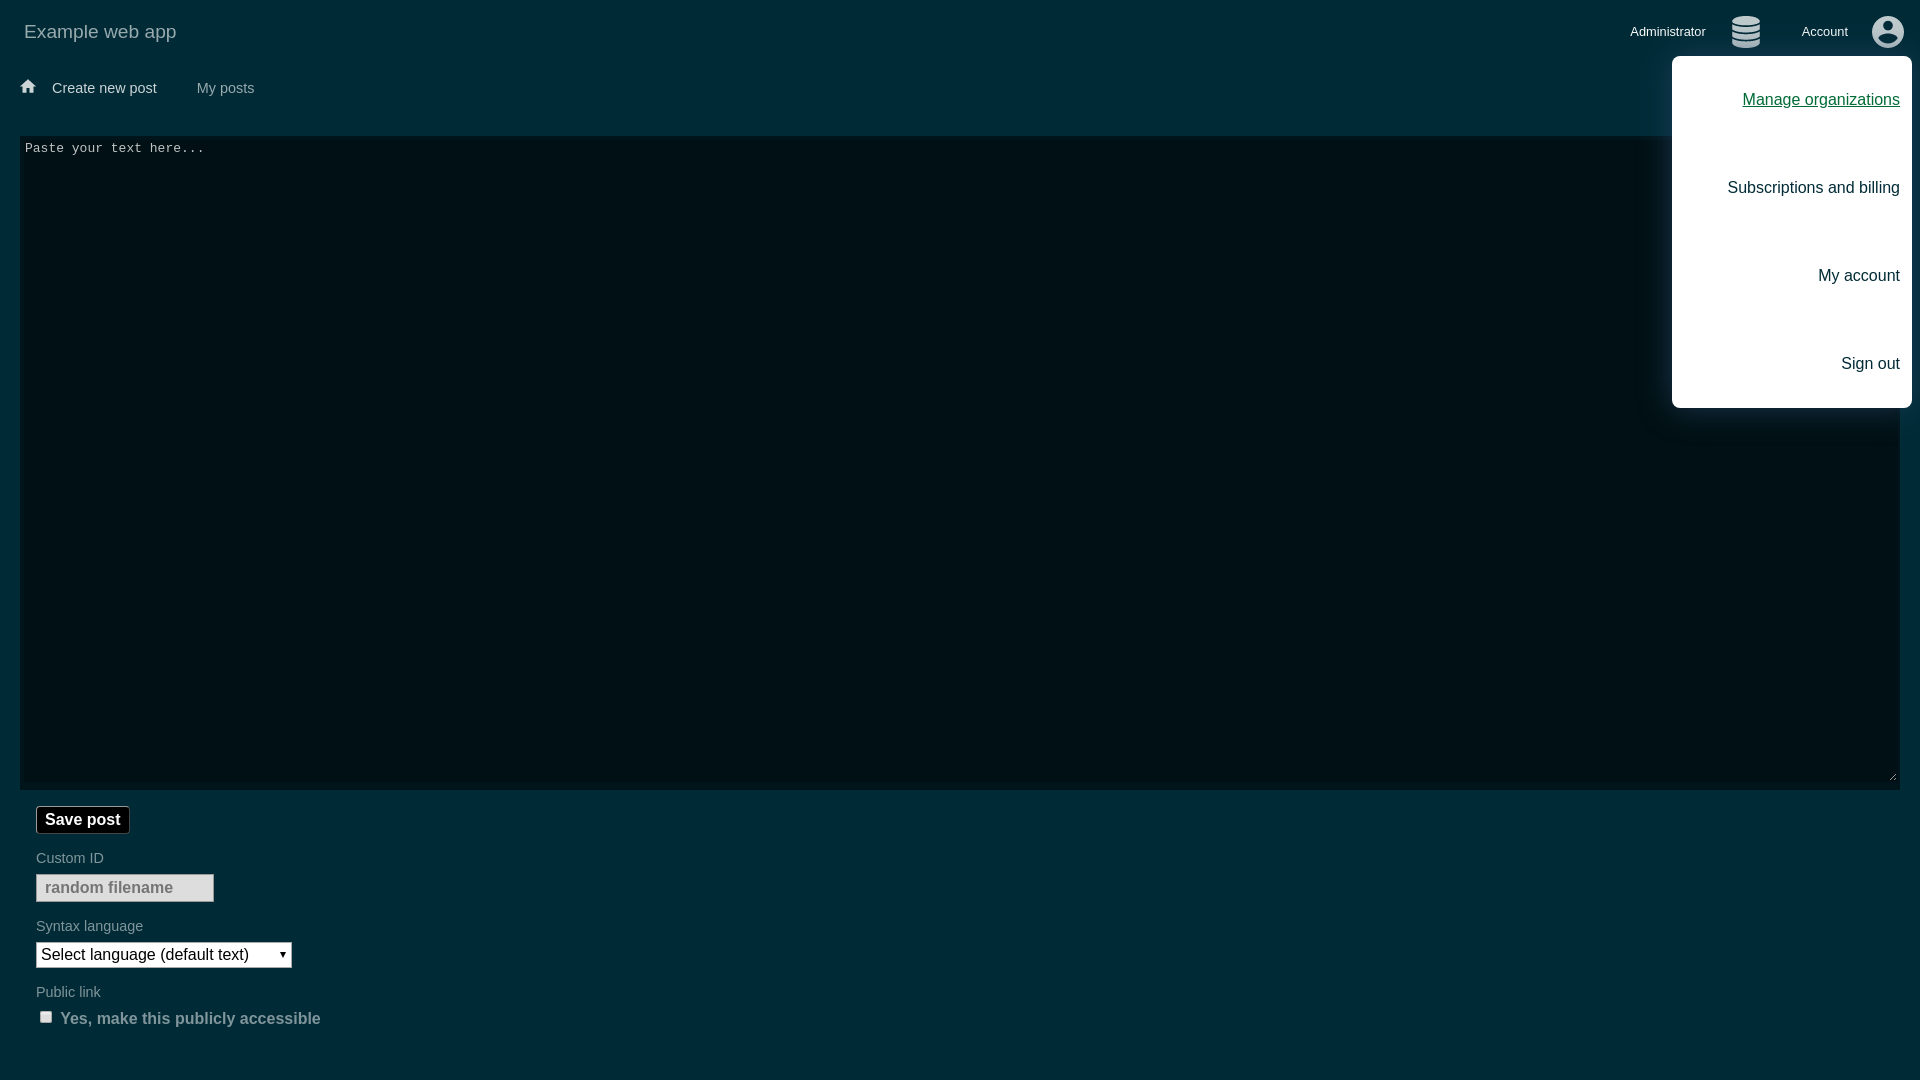 Example web app
Administrator
Account
Create new post
My posts
Manage organizations
Subscriptions and billing
My account
Sign out
Paste your text here...
Save post
Custom ID
random filename
Syntax language
Select language (default text)
Public link
Yes, make this publicly accessible